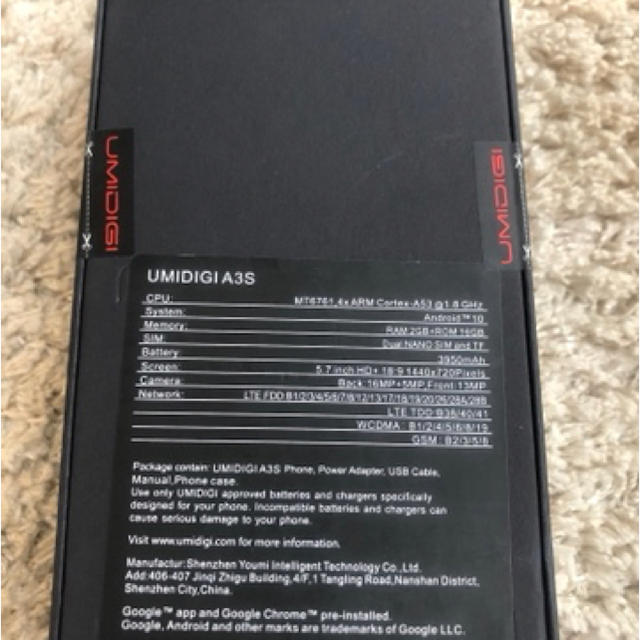 UMIDIGI
UMIDIGI
UMIDIGI A3S
CPU: MT6761,4x ARM Cortex-A53 @1.8 GHz
System: Android™ 10
Memory: RAM 2GB+ROM 16GB
SIM: Dual NANO SIM and TF
Battery: 3950mAh
Screen: 5.7 inch HD+ 18:9 1440x720Pixels
Camera: Back:16MP+5MP,Front:13MP
Network: LTE FDD:B1/2/3/4/5/6/7/8/12/13/17/18/19/20/26/28A/28B
LTE TDD:B38/40/41
WCDMA: B1/2/4/5/6/8/19
GSM: B2/3/5/8
Package contain: UMIDIGI A3S Phone, Power Adapter, USB Cable,
Manual,Phone case.
Use only UMIDIGI approved batteries and chargers specifically
designed for your phone. Incompatible batteries and chargers can
cause serious damage to your phone.
Visit www.umidigi.com for more information.
Manufactur:Shenzhen Youmi Intelligent Technology Co.,Ltd.
Add:406-407 Jinqi Zhigu Building,4/F,1 Tangling Road,Nanshan District,
Shenzhen City,China.
Google™ app and Google Chrome™ pre-installed.
Google, Android and other marks are trademarks of Google LLC.